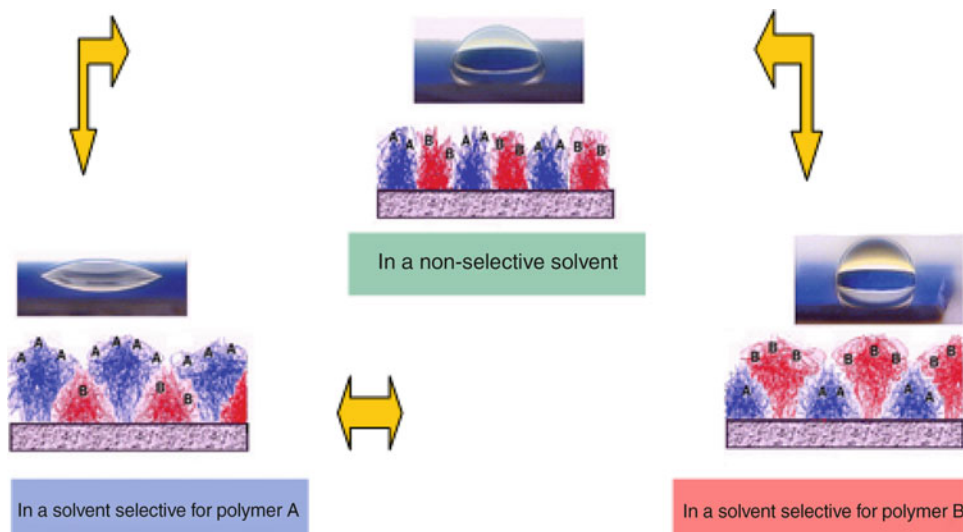 A A B B A A B B A A B B
In a non-selective solvent
A A A A A A A A A
B B B
B B B B B B B B
A A A A A
In a solvent selective for polymer A
In a solvent selective for polymer B